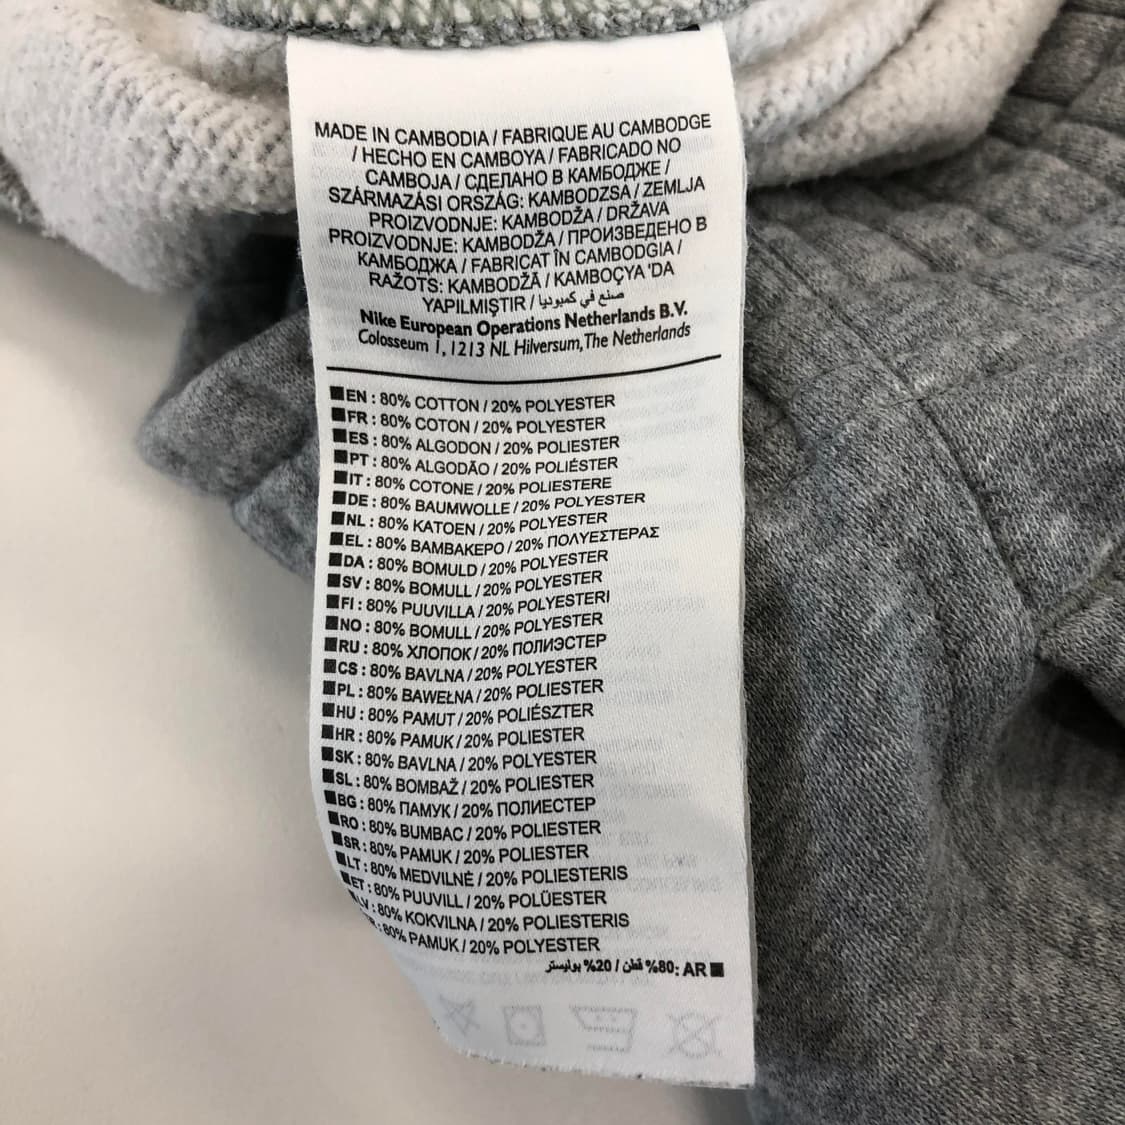 MADE IN CAMBODIA / FABRIQUE AU CAMBODGE
/ HECHO EN CAMBOYA / FABRICADO NO
CAMBOJA / СДЕЛАНО В КАМБОДЖЕ /
SZÁRMAZÁSI ORSZÁG: KAMBODZSA / ZEMLJA
PROIZVODNJE: KAMBODŽA / DRŽAVA
PROIZVODNJE: KAMBODŽA / ПРОИЗВЕДЕНО В
КАМБОДЖА / FABRICAT ÎN CAMBODGIA /
RAŽOTS: KAMBODŽĀ / KAMBOÇYA 'DA
YAPILMIŞTIR / صنع في كمبوديا
Nike European Operations Netherlands B.V.
Colosseum 1, 1213 NL Hilversum, The Netherlands
EN : 80% COTTON / 20% POLYESTER
FR : 80% COTON / 20% POLYESTER
ES : 80% ALGODON / 20% POLIESTER
PT : 80% ALGODÃO / 20% POLIÉSTER
IT : 80% COTONE / 20% POLIESTERE
DE : 80% BAUMWOLLE / 20% POLYESTER
NL : 80% KATOEN / 20% POLYESTER
EL : 80% ΒΑΜΒΑΚΕΡΟ / 20% ΠΟΛΥΕΣΤΕΡΑΣ
DA : 80% BOMULD / 20% POLYESTER
SV : 80% BOMULL / 20% POLYESTER
FI : 80% PUUVILLA / 20% POLYESTERI
NO : 80% BOMULL / 20% POLYESTER
RU : 80% ХЛОПОК / 20% ПОЛИЭСТЕР
CS : 80% BAVLNA / 20% POLYESTER
PL : 80% BAWEŁNA / 20% POLIESTER
HU : 80% PAMUT / 20% POLIÉSZTER
HR : 80% PAMUK / 20% POLIESTER
SK : 80% BAVLNA / 20% POLYESTER
SL : 80% BOMBAŽ / 20% POLIESTER
BG : 80% ПАМУК / 20% ПОЛИЕСТЕР
RO : 80% BUMBAC / 20% POLIESTER
SR : 80% PAMUK / 20% POLIESTER
LT : 80% MEDVILNĖ / 20% POLIESTERIS
ET : 80% PUUVILL / 20% POLÜESTER
LV : 80% KOKVILNA / 20% POLIESTERIS
: 80% PAMUK / 20% POLYESTER
AR :80% قطن / 20% بوليستر